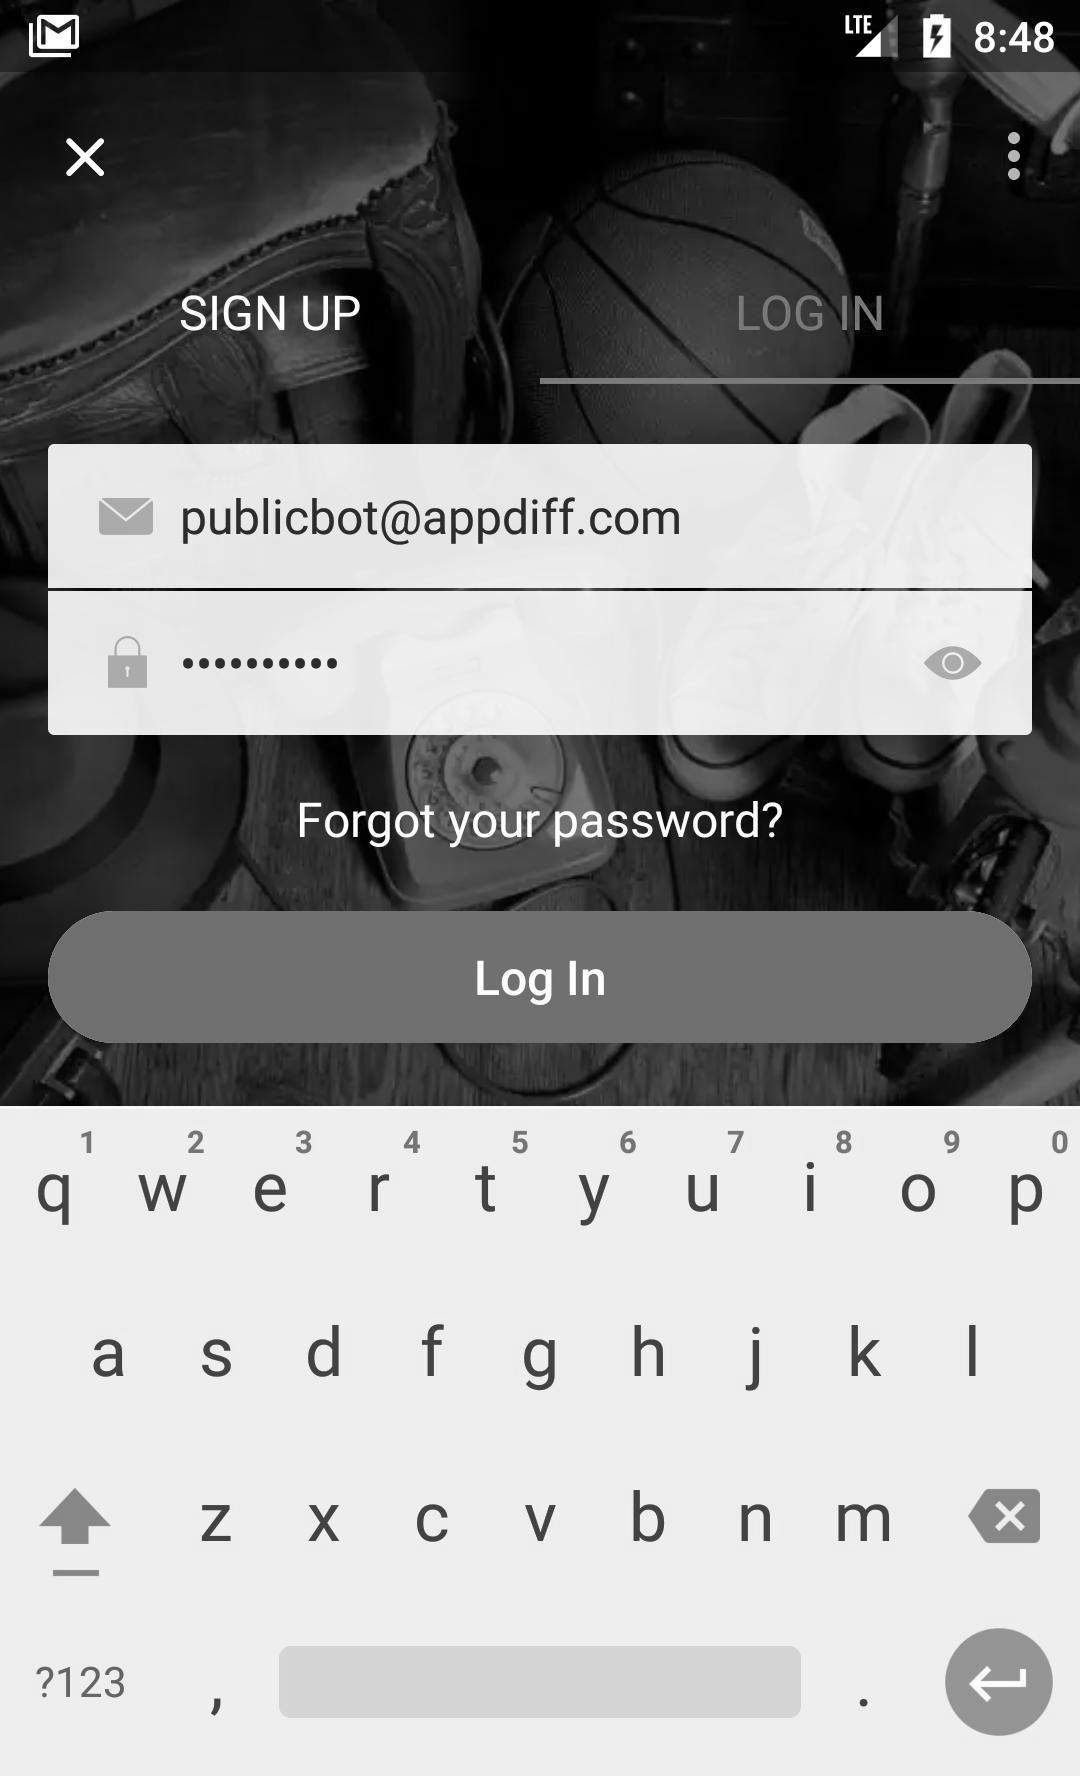 LTE 8:48
SIGN UP LOG IN
publicbot@appdiff.com
••••••••••
Forgot your password?
Log In
1 2 3 4 5 6 7 8 9 0
q w e r t y u i o p
a s d f g h j k l
z x c v b n m
?123 , .